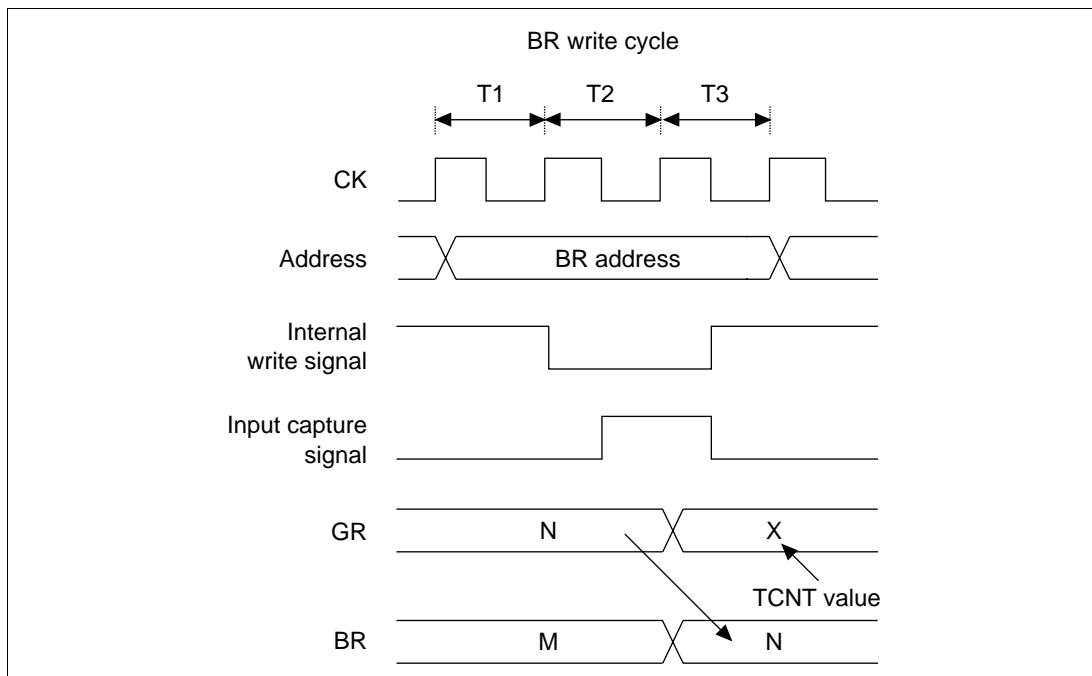 BR write cycle
T1 T2 T3
CK
Address BR address
Internal
write signal
Input capture
signal
GR N X
TCNT value
BR M N